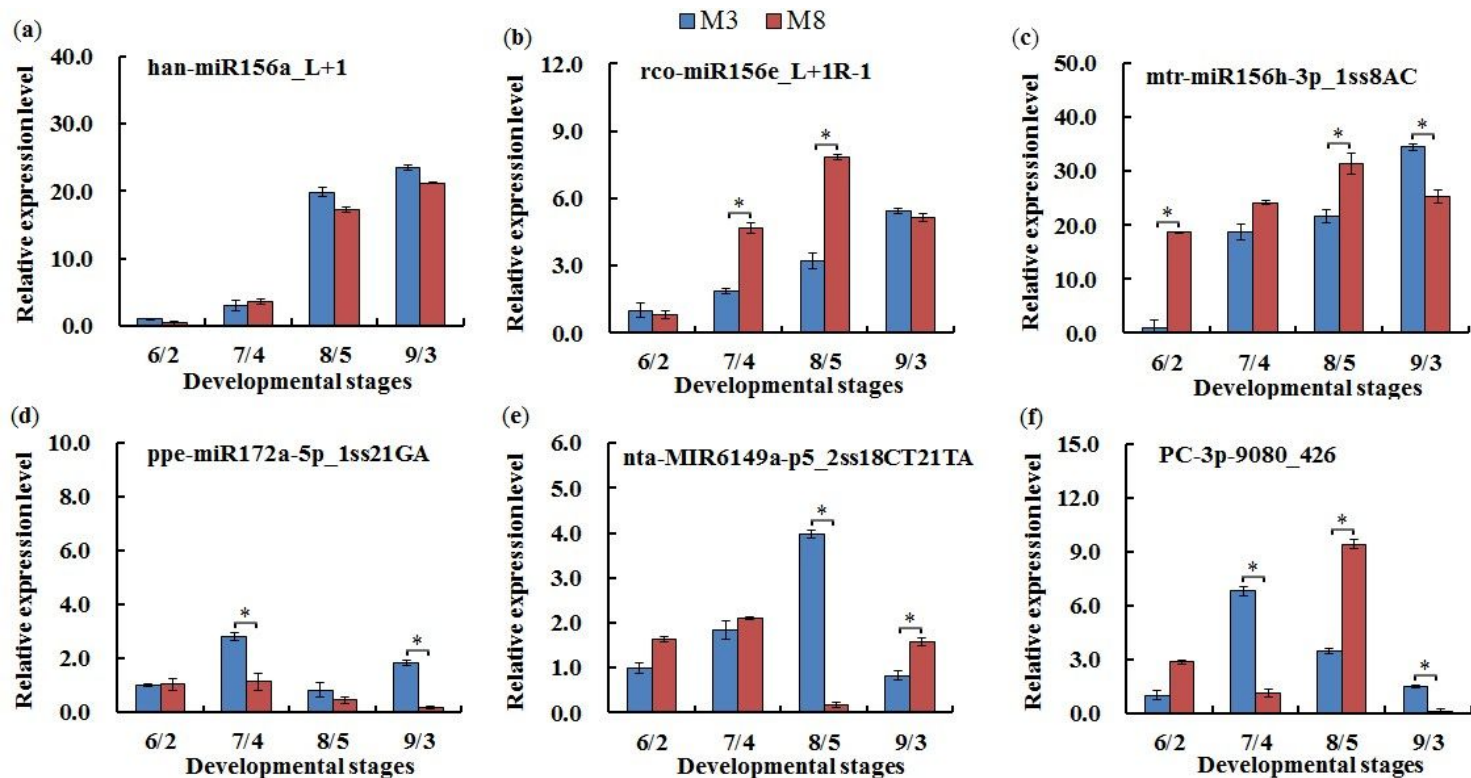 M3 M8
(a)
han-miR156a_L+1
Relative expression level
40.0
30.0
20.0
10.0
0.0
6/2 7/4 8/5 9/3
Developmental stages
(b)
rco-miR156e_L+1R-1
Relative expression level
12.0
9.0
6.0
3.0
0.0
* *
6/2 7/4 8/5 9/3
Developmental stages
(c)
mtr-miR156h-3p_1ss8AC
Relative expression level
50.0
40.0
30.0
20.0
10.0
0.0
* * *
6/2 7/4 8/5 9/3
Developmental stages
(d)
ppe-miR172a-5p_1ss21GA
Relative expression level
10.0
8.0
6.0
4.0
2.0
0.0
* *
6/2 7/4 8/5 9/3
Developmental stages
(e)
nta-MIR6149a-p5_2ss18CT21TA
Relative expression level
6.0
5.0
4.0
3.0
2.0
1.0
0.0
* *
6/2 7/4 8/5 9/3
Developmental stages
(f)
PC-3p-9080_426
Relative expression level
15.0
12.0
9.0
6.0
3.0
0.0
* * *
6/2 7/4 8/5 9/3
Developmental stages